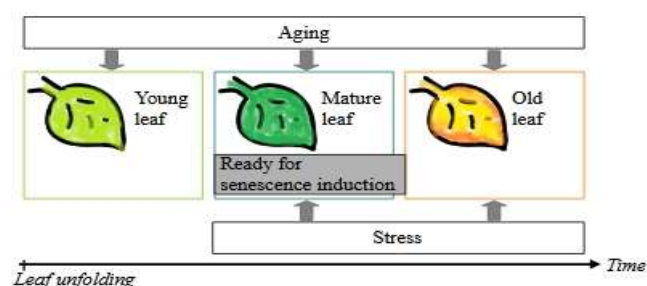 Aging
Young
leaf
Mature
leaf
Old
leaf
Ready for
senescence induction
Stress
Time
Leaf unfolding